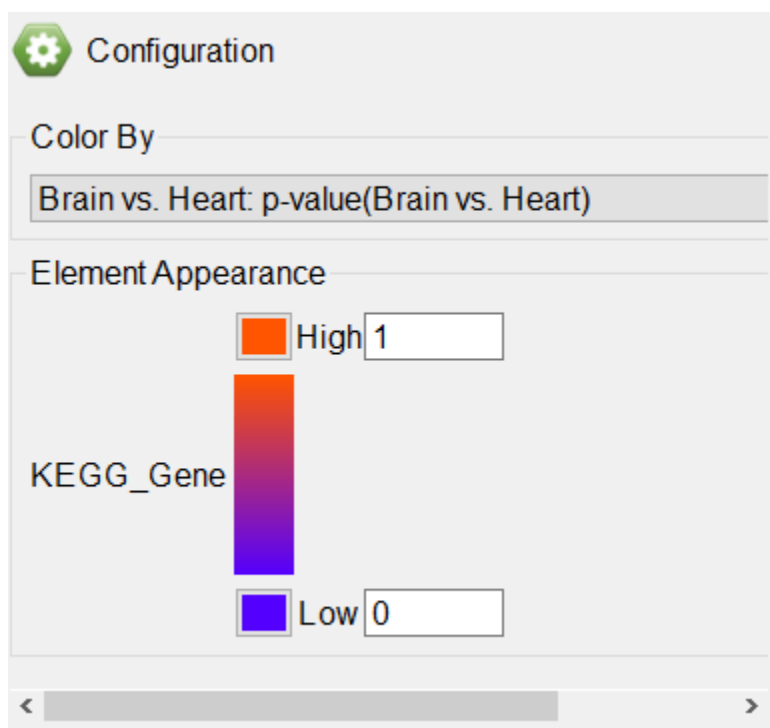 Configuration
Color By
Brain vs. Heart: p-value(Brain vs. Heart)
Element Appearance
High 1
KEGG_Gene
Low 0